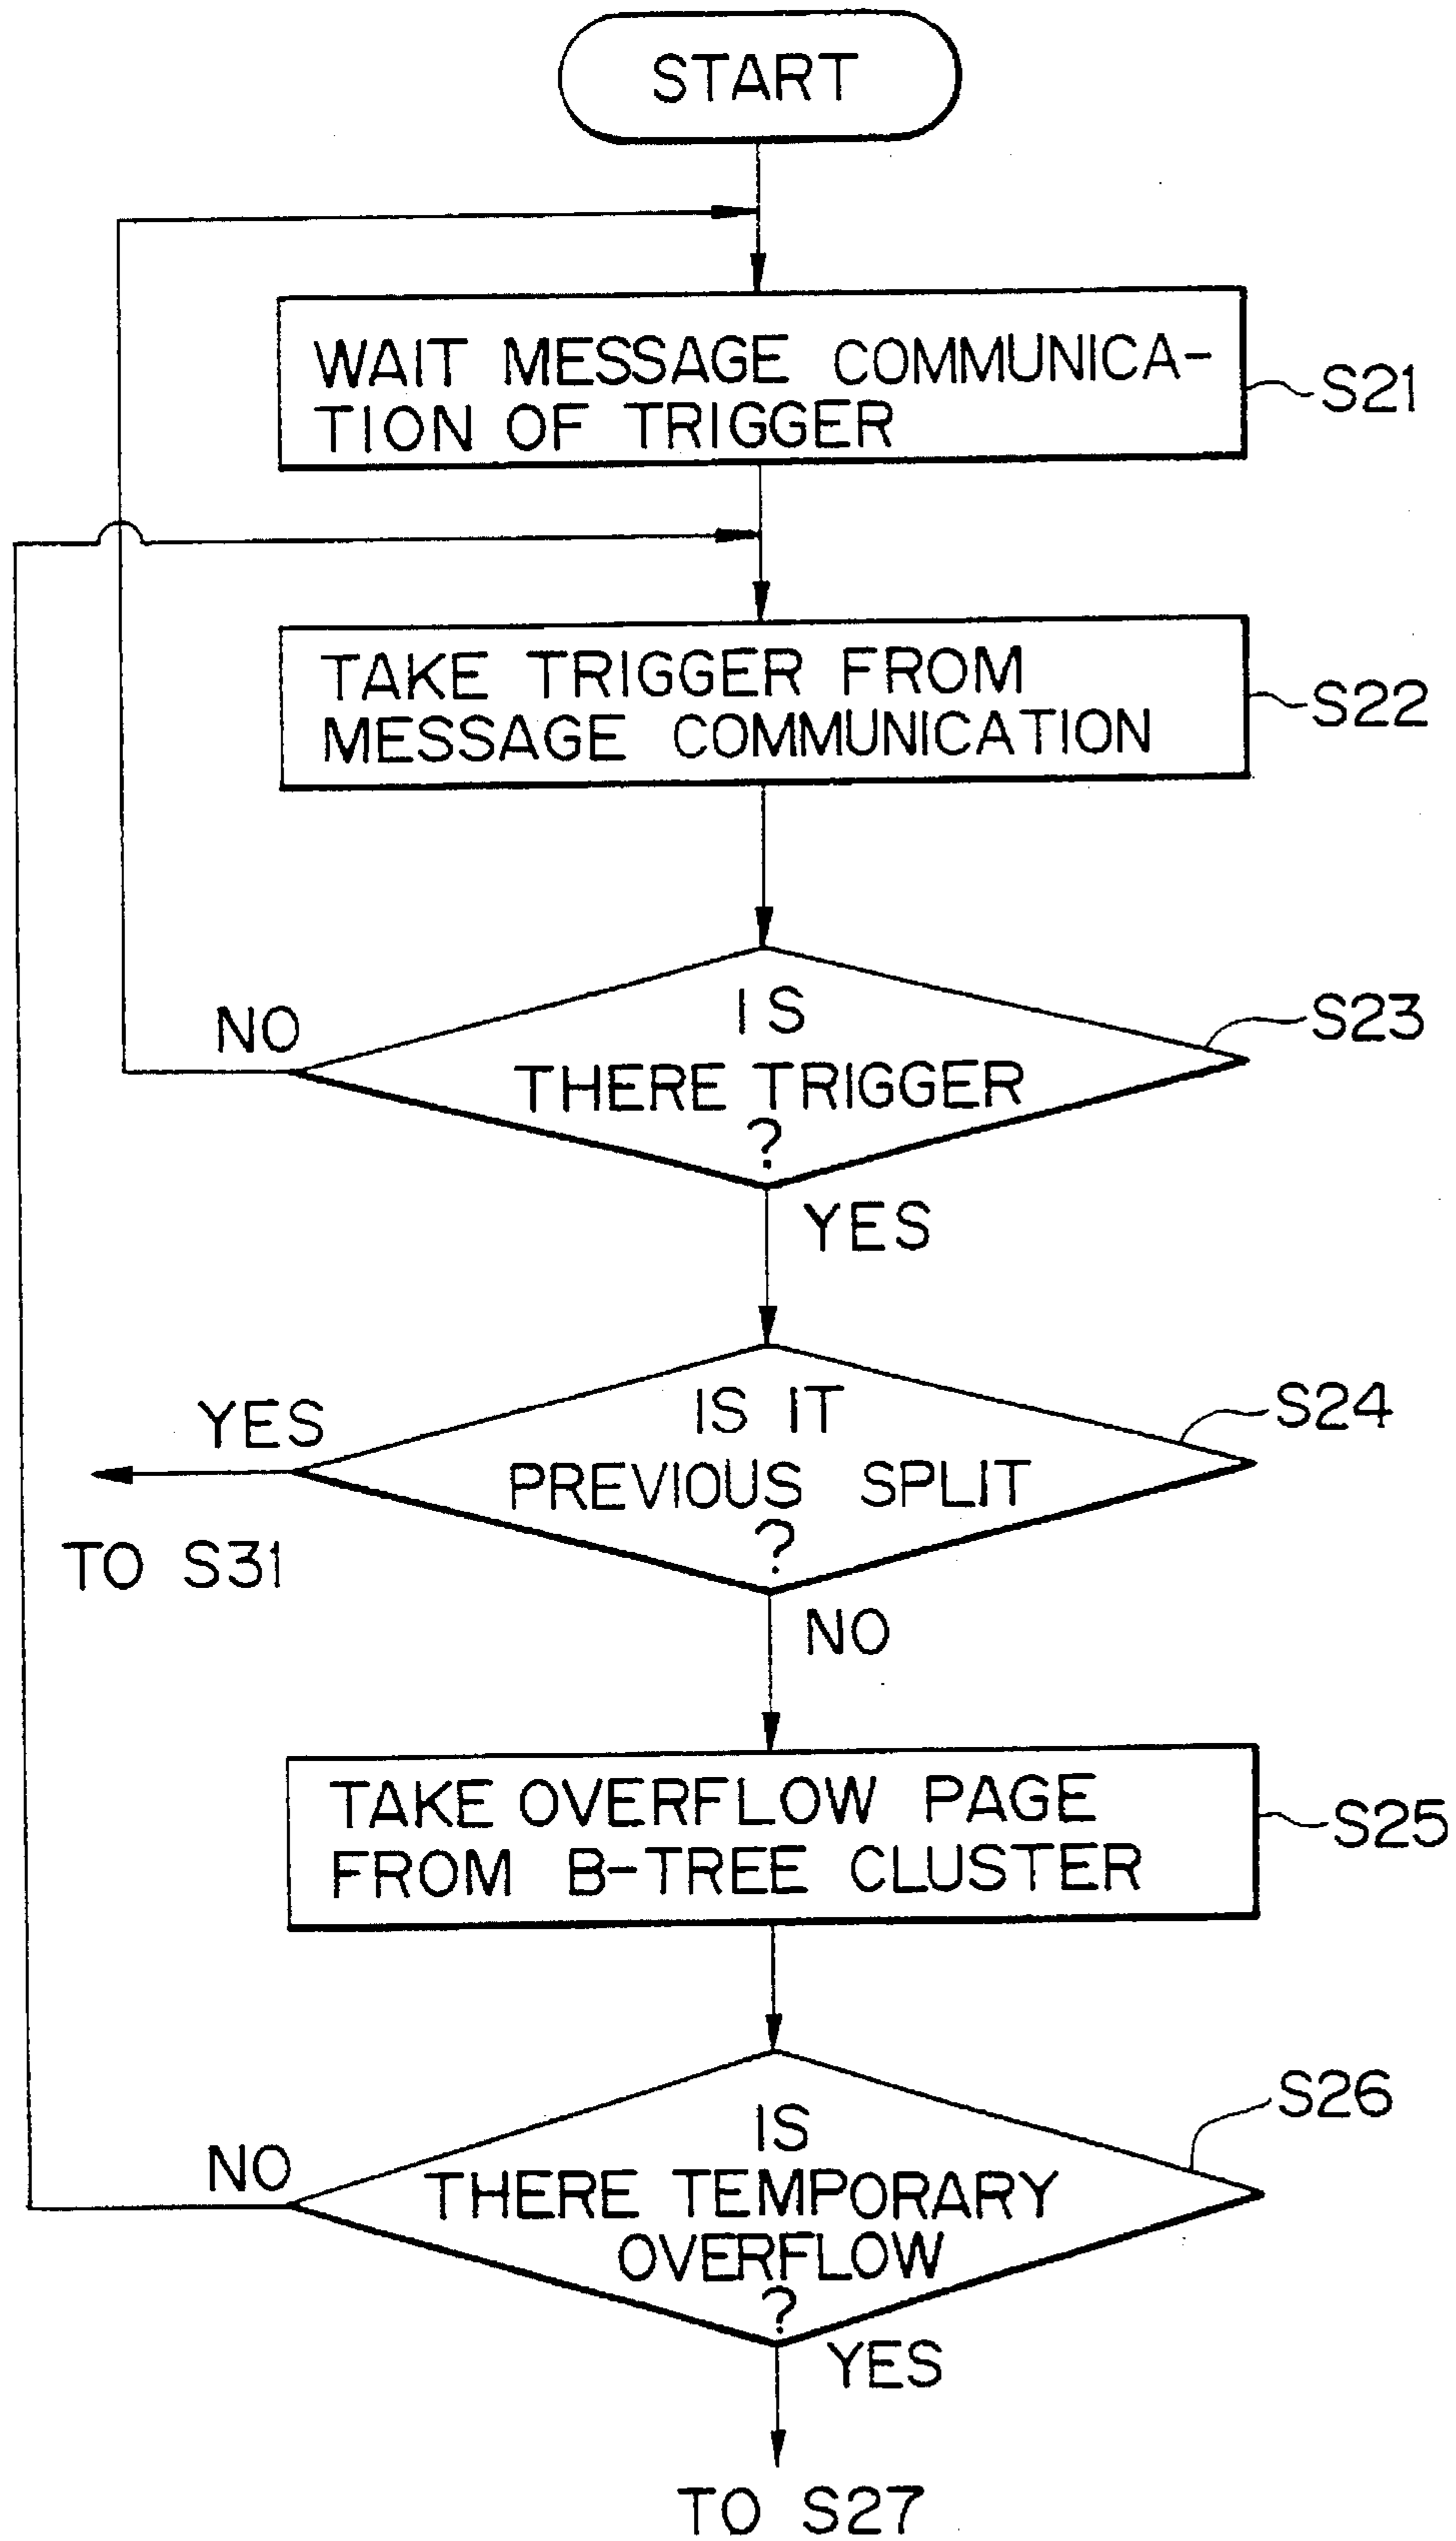 START
WAIT MESSAGE COMMUNICA-
TION OF TRIGGER
S21
TAKE TRIGGER FROM
MESSAGE COMMUNICATION
S22
IS
THERE TRIGGER
?
S23
NO
YES
IS IT
PREVIOUS SPLIT
?
S24
YES
TO S31
NO
TAKE OVERFLOW PAGE
FROM B-TREE CLUSTER
S25
IS
THERE TEMPORARY
OVERFLOW
?
S26
NO
YES
TO S27